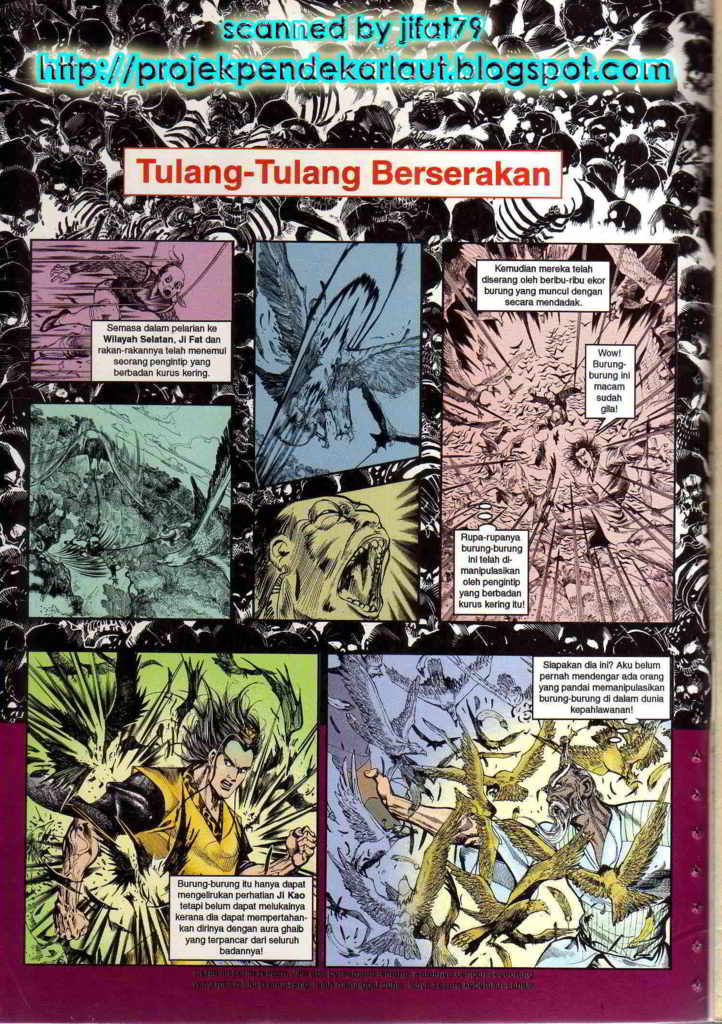 scanned by jifat79
http://projekpendekarlaut.blogspot.com
Tulang-Tulang Berserakan
Semasa dalam pelarian ke
Wilayah Selatan, Ji Fat dan
rakan-rakannya telah menemui
seorang pengintip yang
berbadan kurus kering.
Kemudian mereka telah
diserang oleh beribu-ribu ekor
burung yang muncul dengan
secara mendadak.
Wow!
Burung-
burung ini
macam
sudah
gila!
Rupa-rupanya
burung-burung
ini telah di-
manipulasikan
oleh pengintip
yang berbadan
kurus kering itu!
Burung-burung itu hanya dapat
mengelirukan perhatian Ji Kao
tetapi belum dapat melukainya
kerana dia dapat mempertahan-
kan dirinya dengan aura ghaib
yang terpancar dari seluruh
badannya!
Siapakan dia ini? Aku belum
pernah mendengar ada orang
yang pandai memanipulasikan
burung-burung di dalam dunia
kepahlawanan!